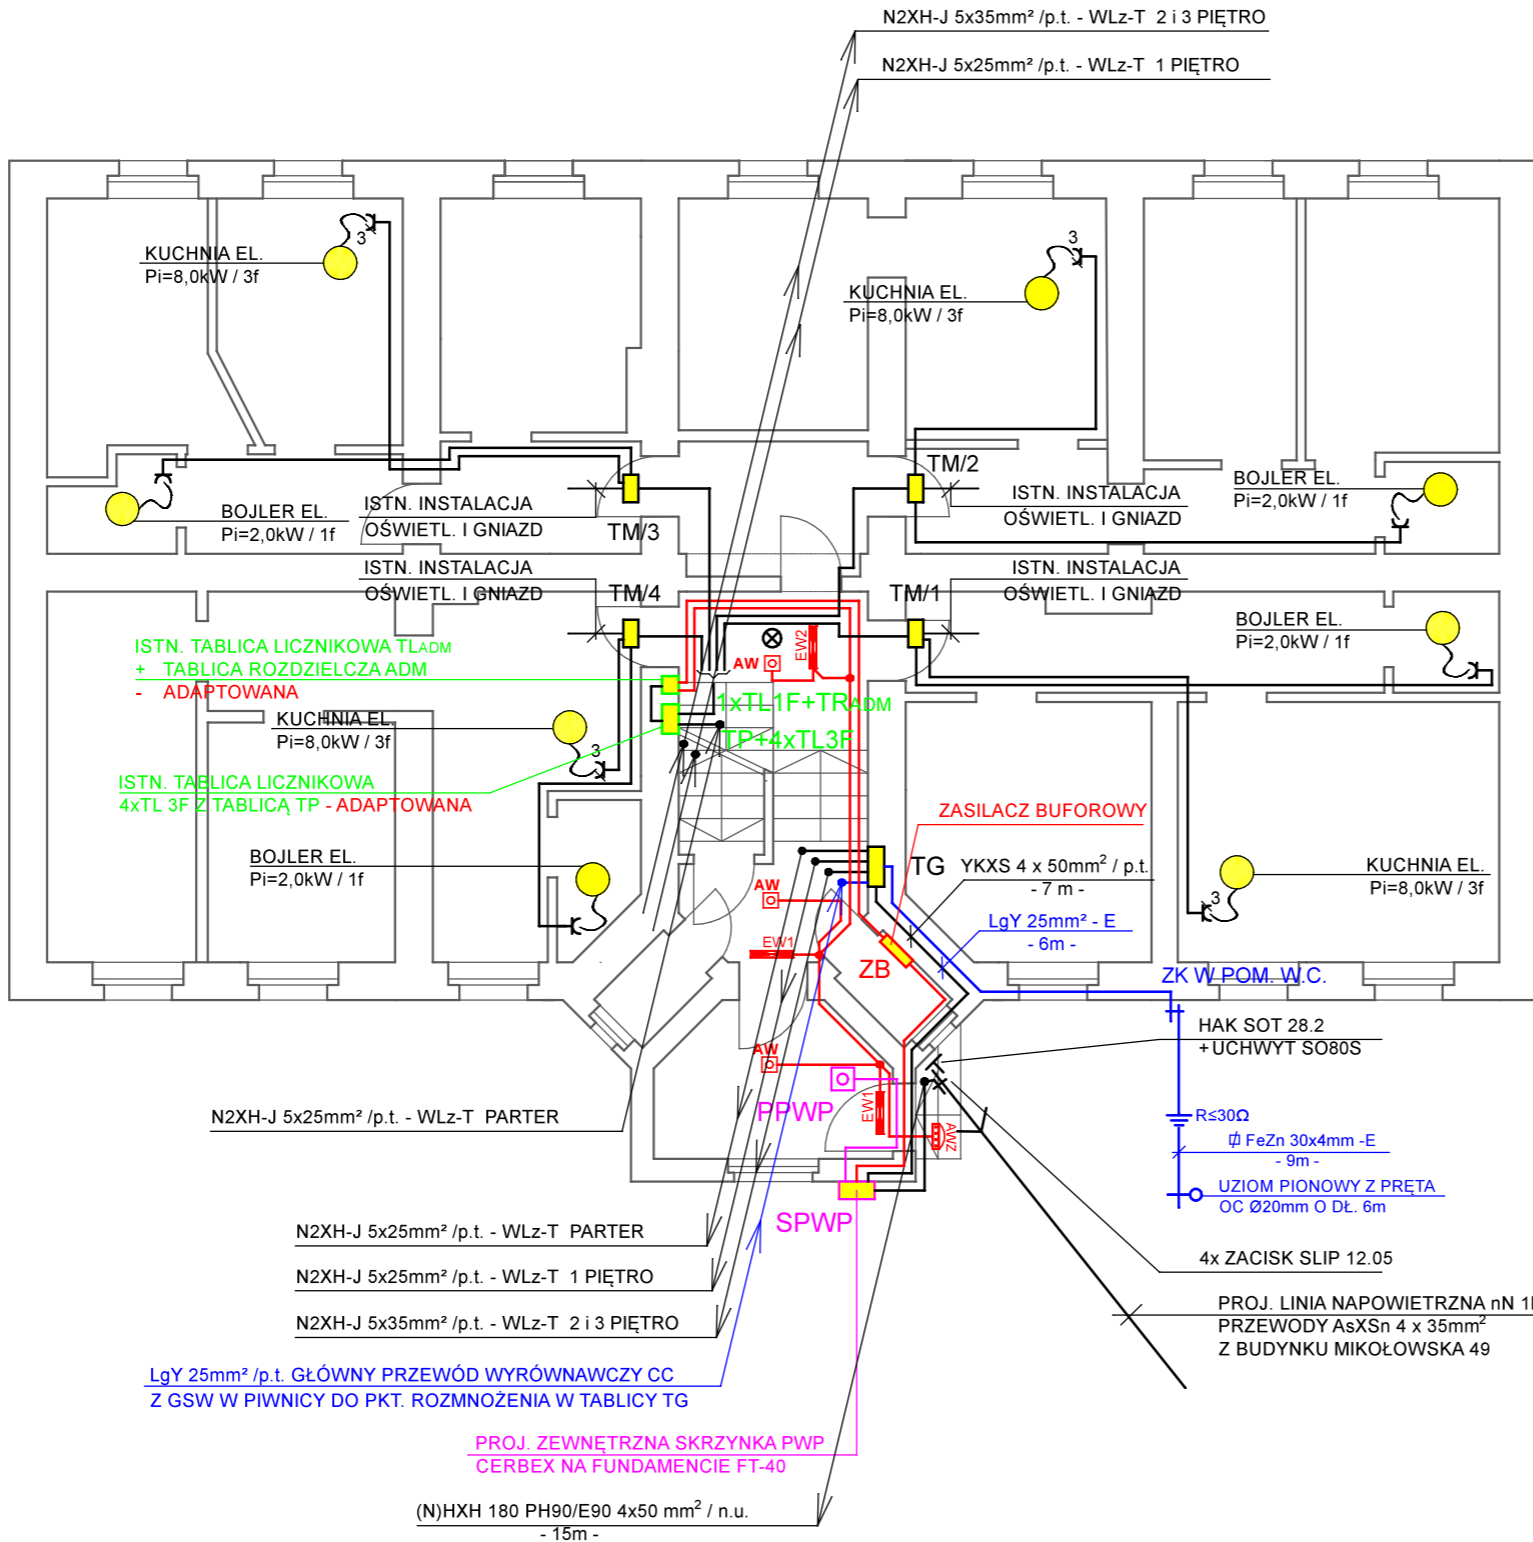 N2XH-J 5x35mm² /p.t. - WLz-T 2 i 3 PIĘTRO
N2XH-J 5x25mm² /p.t. - WLz-T 1 PIĘTRO
3
KUCHNIA EL.
Pi=8,0kW / 3f
3
KUCHNIA EL.
Pi=8,0kW / 3f
BOJLER EL.
Pi=2,0kW / 1f
ISTN. INSTALACJA
OŚWIETL. I GNIAZD
TM/3
TM/2
ISTN. INSTALACJA
OŚWIETL. I GNIAZD
BOJLER EL.
Pi=2,0kW / 1f
ISTN. INSTALACJA
OŚWIETL. I GNIAZD
TM/4
TM/1
ISTN. INSTALACJA
OŚWIETL. I GNIAZD
BOJLER EL.
Pi=2,0kW / 1f
ISTN. TABLICA LICZNIKOWA TLADM
+ TABLICA ROZDZIELCZA ADM
- ADAPTOWANA
AW
EW2
1xTL1F+TRADM
TP+4xTL3F
KUCHNIA EL.
Pi=8,0kW / 3f
3
ISTN. TABLICA LICZNIKOWA
4xTL 3F Z TABLICĄ TP - ADAPTOWANA
ZASILACZ BUFOROWY
BOJLER EL.
Pi=2,0kW / 1f
TG
YKXS 4 x 50mm² / p.t.
- 7 m -
KUCHNIA EL.
Pi=8,0kW / 3f
3
AW
LgY 25mm² - E
- 6m -
EW1
ZB
ZK W POM. W.C.
HAK SOT 28.2
+UCHWYT SO80S
AW
PPWP
EW1
AWZ
N2XH-J 5x25mm² /p.t. - WLz-T PARTER
R≤30Ω
FeZn 30x4mm -E
- 9m -
UZIOM PIONOWY Z PRĘTA
OC Ø20mm O DŁ. 6m
SPWP
N2XH-J 5x25mm² /p.t. - WLz-T PARTER
4x ZACISK SLIP 12.05
N2XH-J 5x25mm² /p.t. - WLz-T 1 PIĘTRO
PROJ. LINIA NAPOWIETRZNA nN
PRZEWODY AsXSn 4 x 35mm²
Z BUDYNKU MIKOŁOWSKA 49
N2XH-J 5x35mm² /p.t. - WLz-T 2 i 3 PIĘTRO
LgY 25mm² /p.t. GŁÓWNY PRZEWÓD WYRÓWNAWCZY CC
Z GSW W PIWNICY DO PKT. ROZMNOŻENIA W TABLICY TG
PROJ. ZEWNĘTRZNA SKRZYNKA PWP
CERBEX NA FUNDAMENCIE FT-40
(N)HXH 180 PH90/E90 4x50 mm² / n.u.
- 15m -